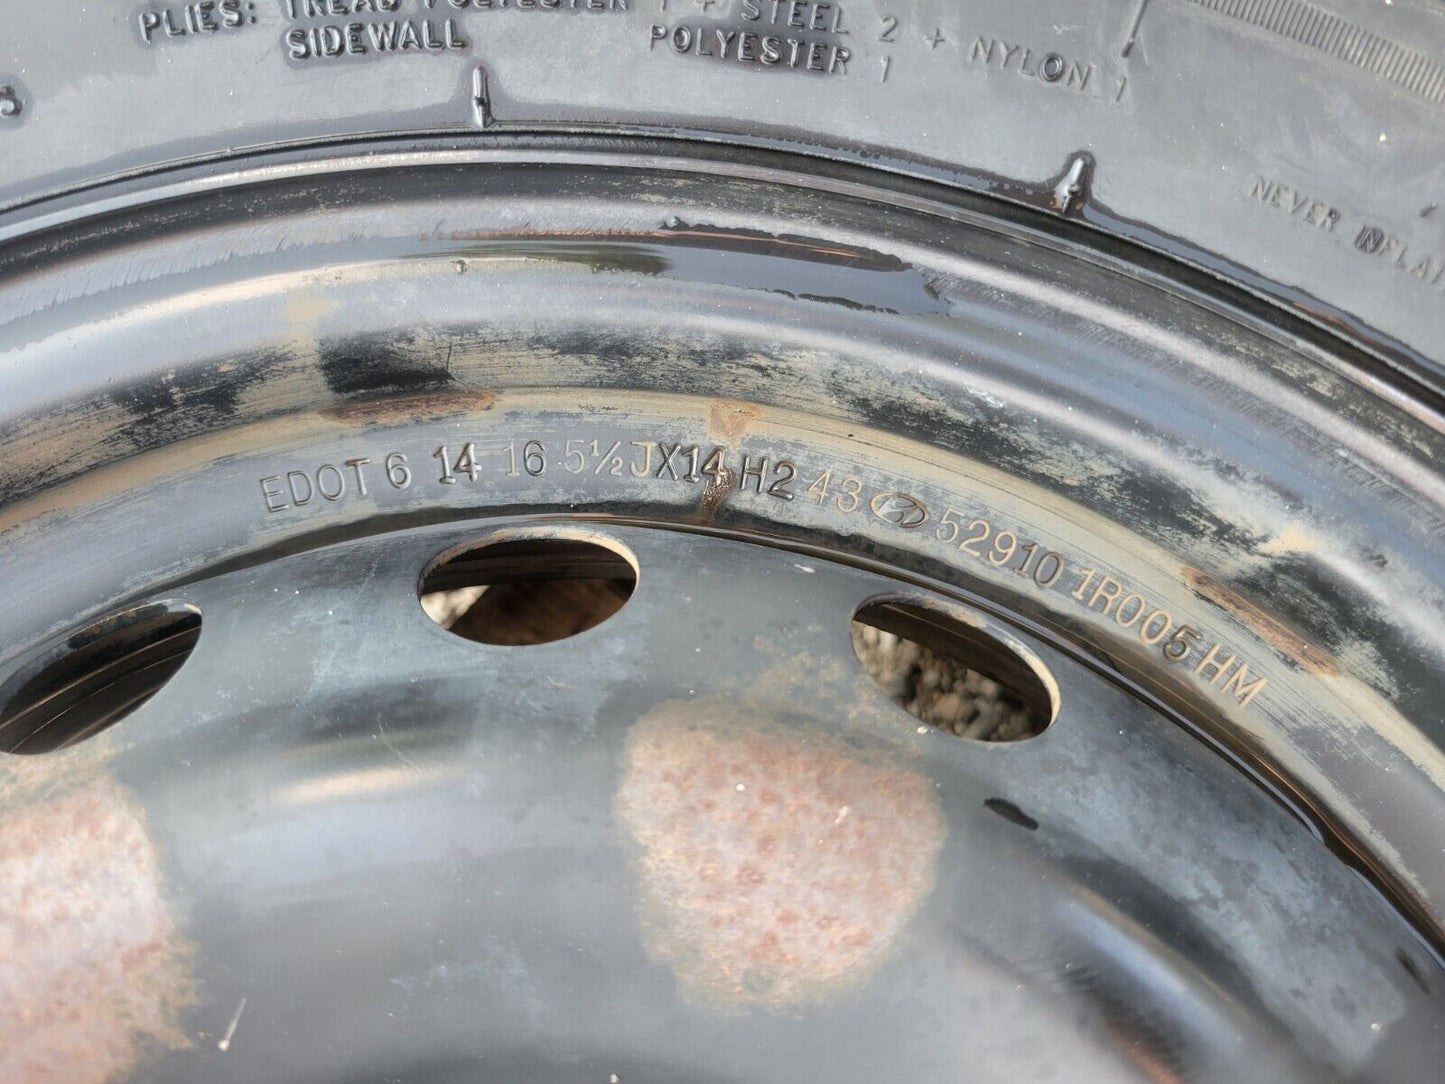 PLIES: TREAD POLYESTER 1 + STEEL 2 + NYLON 1
SIDEWALL POLYESTER 1
NEVER INFLAT
EDOT 6 14 16 5½JX14 H2 43 52910 1R005 HM